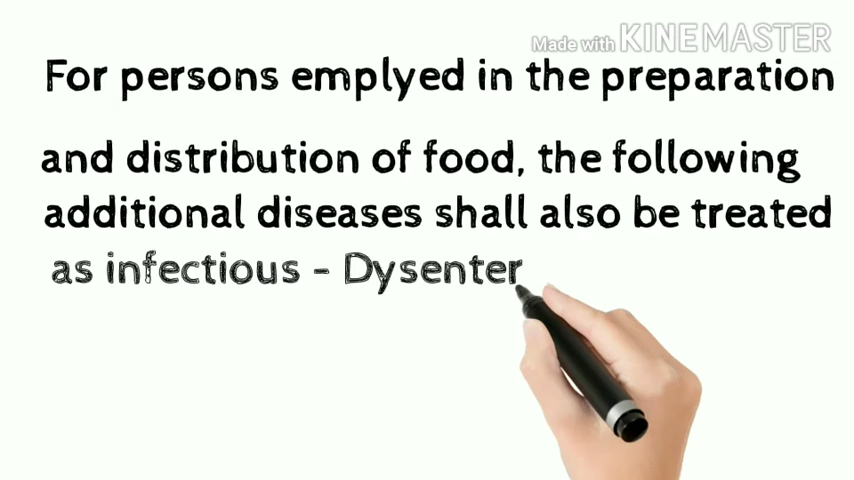 Made with KINEMASTER
For persons emplyed in the preparation
and distribution of food, the following
additional diseases shall also be treated
as infectious - Dysenter